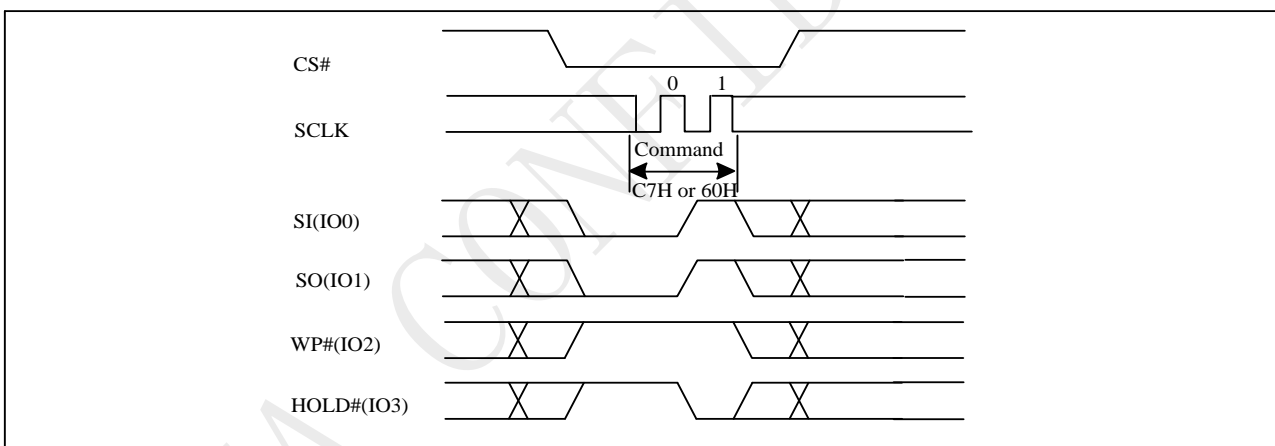 CS#
0 1
SCLK
Command
C7H or 60H
SI(IO0)
SO(IO1)
WP#(IO2)
HOLD#(IO3)